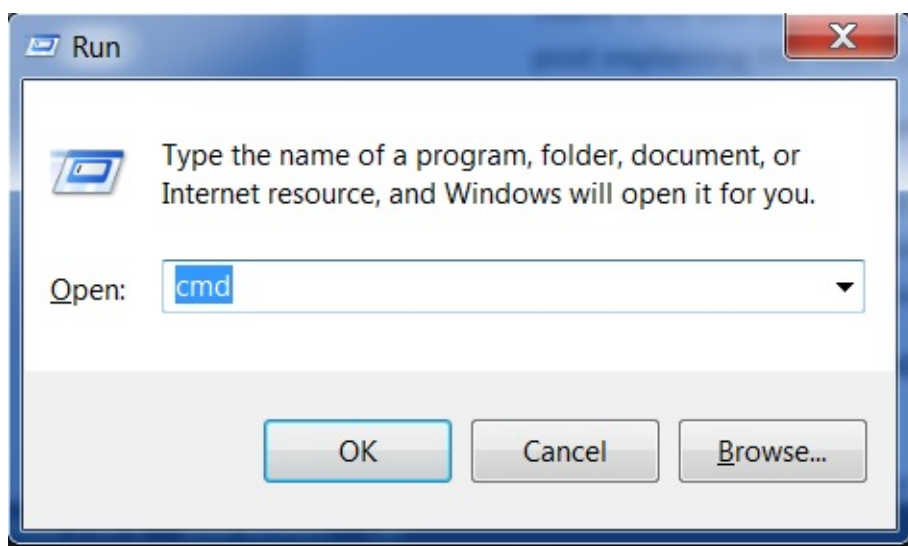 Run
X
Type the name of a program, folder, document, or
Internet resource, and Windows will open it for you.
Open: cmd
OK Cancel Browse...